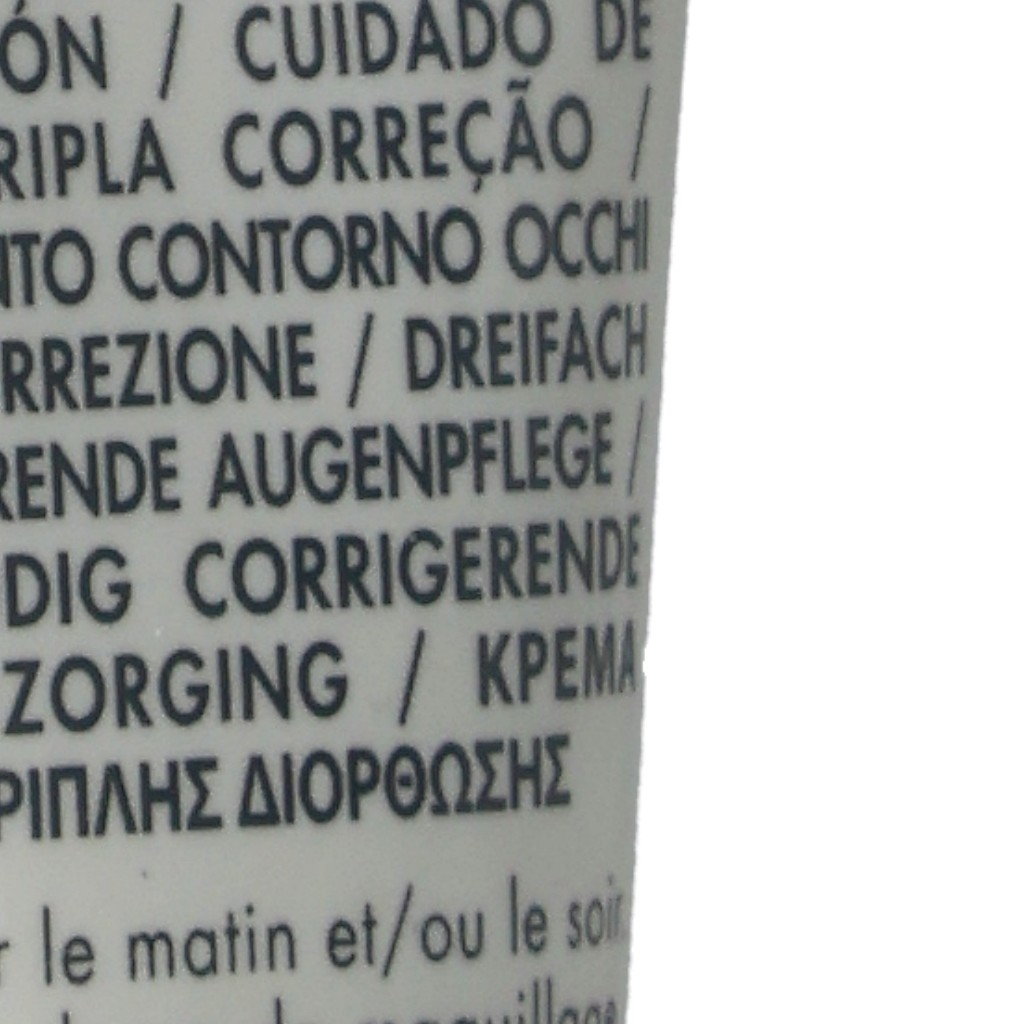 ÓN / CUIDADO DE
RIPLA CORREÇÃO /
NTO CONTORNO OCCHI
RREZIONE / DREIFACH
RENDE AUGENPFLEGE /
DIG CORRIGERENDE
ZORGING / ΚΡΕΜΑ
ΡΙΠΛΗΣ ΔΙΟΡΘΩΣΗΣ
r le matin et/ou le soir,
maquillage